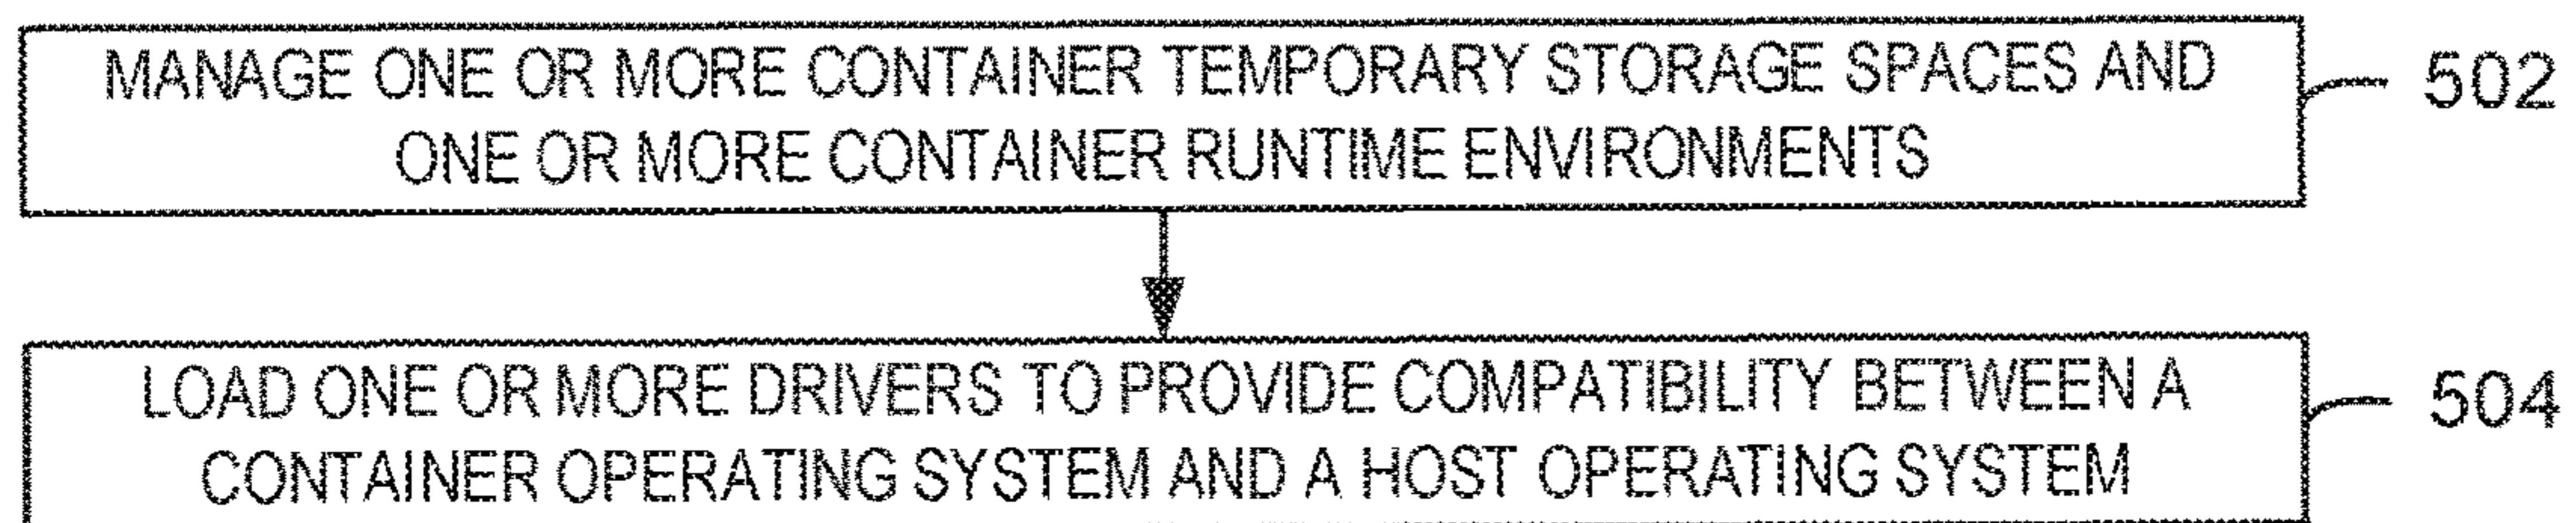 MANAGE ONE OR MORE CONTAINER TEMPORARY STORAGE SPACES AND
ONE OR MORE CONTAINER RUNTIME ENVIRONMENTS
502
LOAD ONE OR MORE DRIVERS TO PROVIDE COMPATIBILITY BETWEEN A
CONTAINER OPERATING SYSTEM AND A HOST OPERATING SYSTEM
504